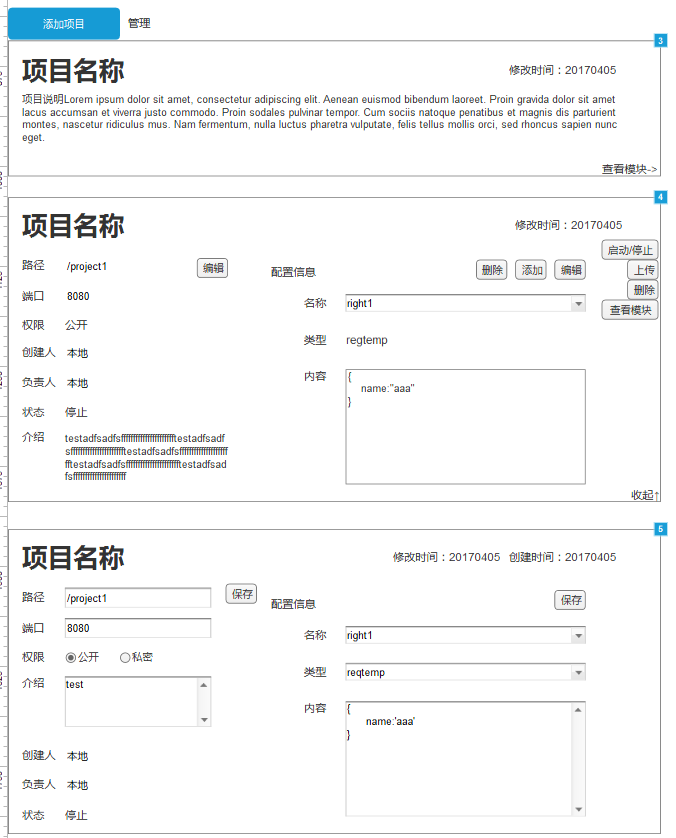 添加项目 管理
3
项目名称 修改时间：20170405
项目说明Lorem ipsum dolor sit amet, consectetur adipiscing elit. Aenean euismod bibendum laoreet. Proin gravida dolor sit amet
lacus accumsan et viverra justo commodo. Proin sodales pulvinar tempor. Cum sociis natoque penatibus et magnis dis parturient
montes, nascetur ridiculus mus. Nam fermentum, nulla luctus pharetra vulputate, felis tellus mollis orci, sed rhoncus sapien nunc
eget.
查看模块->
4
项目名称 修改时间：20170405
启动/停止
路径 /project1 编辑 配置信息 删除 添加 编辑 上传
删除
端口 8080 名称 right1 查看模块
权限 公开
类型 regtemp
创建人 本地
内容 {
name:"aaa"
}
负责人 本地
状态 停止
介绍 testadfsadfsffffffffffffffffffffffftestadfsadf
sffffffffffffffffffffffftestadfsadfsffffffffffffffffffff
fftestadfsadfsffffffffffffffffffffffftestadfsad
fsffffffffffffffffffffff
收起↑
5
项目名称 修改时间：20170405 创建时间：20170405
路径 /project1 保存 配置信息 保存
端口 8080 名称 right1
权限 公开 私密
类型 reqtemp
介绍 test
内容 {
name:'aaa'
}
创建人 本地
负责人 本地
状态 停止